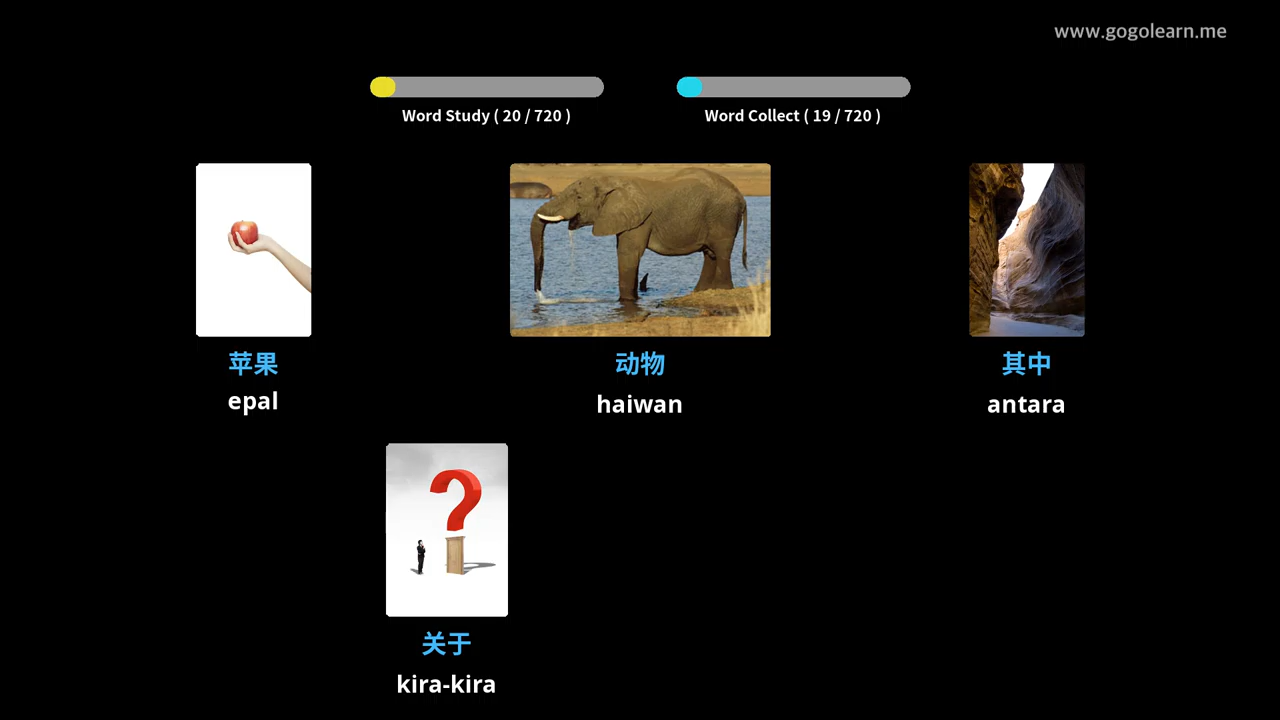 www.gogolearn.me
Word Study ( 20 / 720 )
Word Collect ( 19 / 720 )
苹果
epal
动物
haiwan
其中
antara
关于
kira-kira